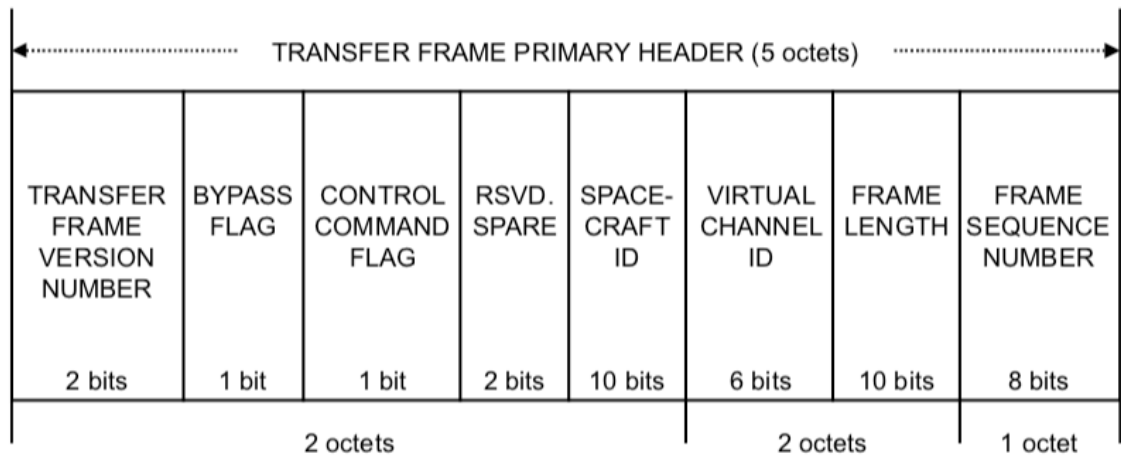 TRANSFER FRAME PRIMARY HEADER (5 octets)
TRANSFER
FRAME
VERSION
NUMBER
BYPASS
FLAG
CONTROL
COMMAND
FLAG
RSVD.
SPARE
SPACE-
CRAFT
ID
VIRTUAL
CHANNEL
ID
FRAME
LENGTH
FRAME
SEQUENCE
NUMBER
2 bits
1 bit
1 bit
2 bits
10 bits
6 bits
10 bits
8 bits
2 octets
2 octets
1 octet